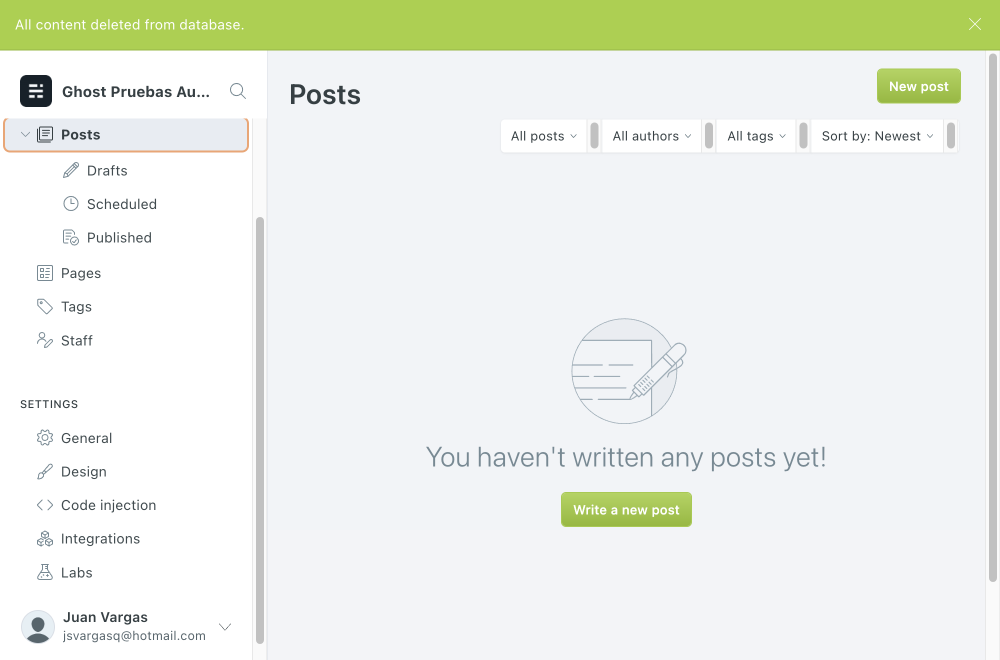 All content deleted from database.
Ghost Pruebas Au...
Posts
Drafts
Scheduled
Published
Pages
Tags
Staff
SETTINGS
General
Design
Code injection
Integrations
Labs
Juan Vargas
jsvargasq@hotmail.com
Posts
New post
All posts
All authors
All tags
Sort by: Newest
You haven't written any posts yet!
Write a new post